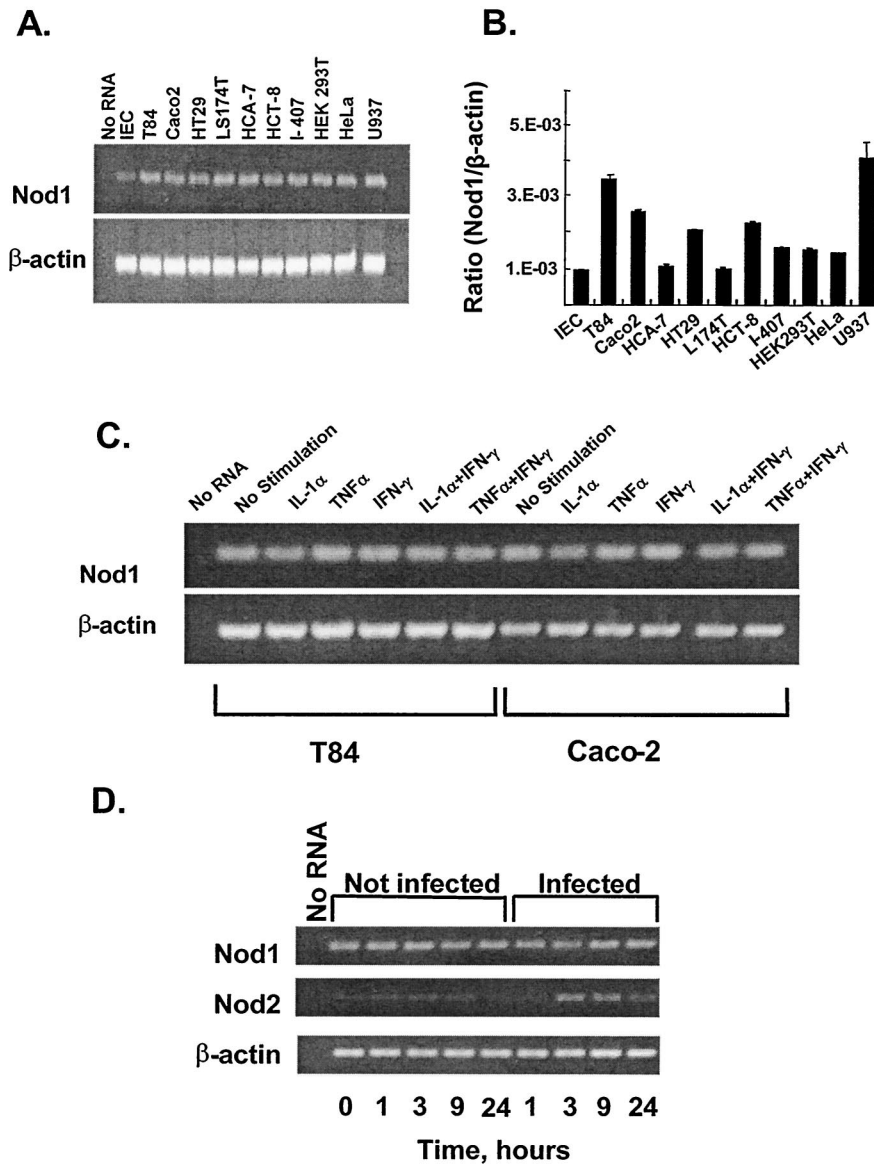 A.
No RNA
IEC
T84
Caco2
HT29
LS174T
HCA-7
HCT-8
I-407
HEK 293T
HeLa
U937
Nod1
β-actin
B.
Ratio (Nod1/β-actin)
5.E-03
3.E-03
1.E-03
IEC
T84
Caco2
HCA-7
HT29
L174T
HCT-8
I-407
HEK293T
HeLa
U937
C.
No RNA
No Stimulation
IL-1α
TNFα
IFN-γ
IL-1α+IFN-γ
TNFα+IFN-γ
No Stimulation
IL-1α
TNFα
IFN-γ
IL-1α+IFN-γ
TNFα+IFN-γ
Nod1
β-actin
T84
Caco-2
D.
No RNA
Not infected
Infected
Nod1
Nod2
β-actin
0 1 3 9 24 1 3 9 24
Time, hours